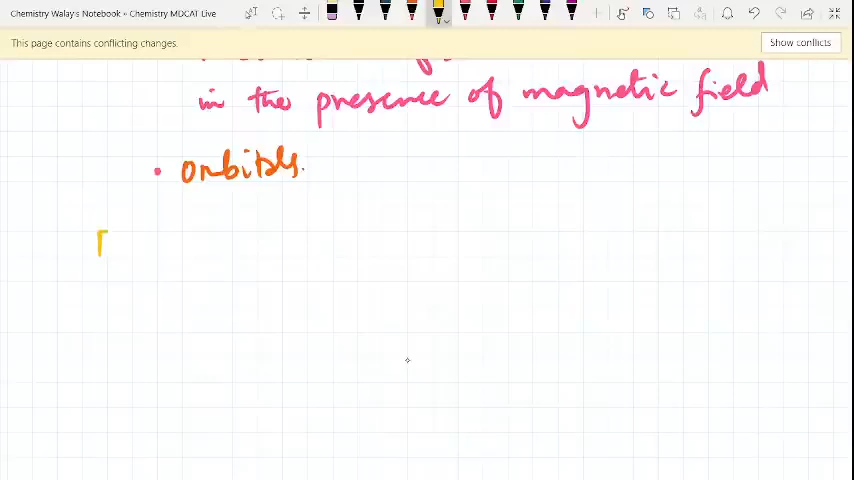 Chemistry Walay's Notebook » Chemistry MDCAT Live
This page contains conflicting changes.
Show conflicts
in the presence of magnetic field
• orbitals.